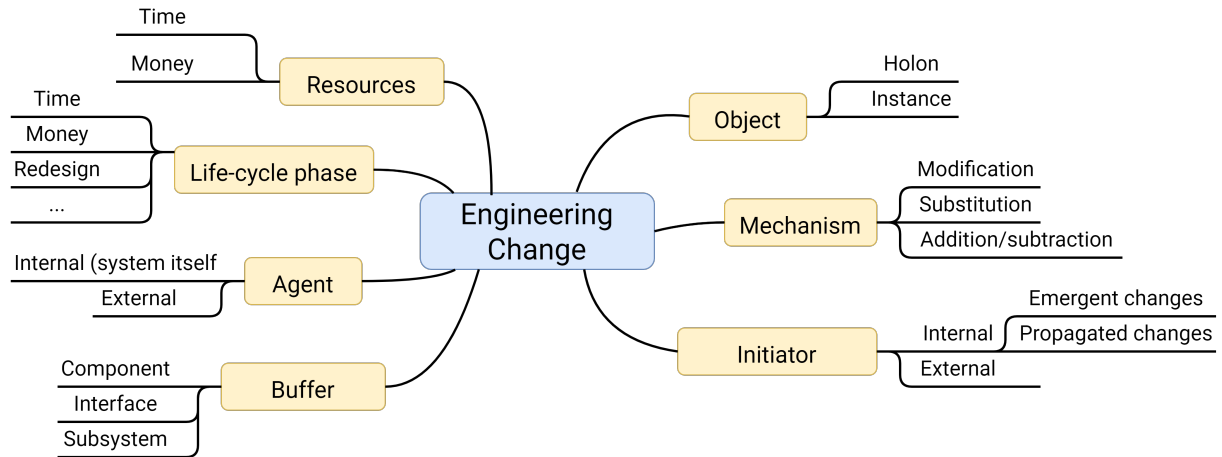 Time
Money
Resources
Time
Money
Redesign
...
Life-cycle phase
Internal (system itself
External
Agent
Component
Interface
Subsystem
Buffer
Engineering
Change
Object
Holon
Instance
Mechanism
Modification
Substitution
Addition/subtraction
Initiator
Internal
Emergent changes
Propagated changes
External